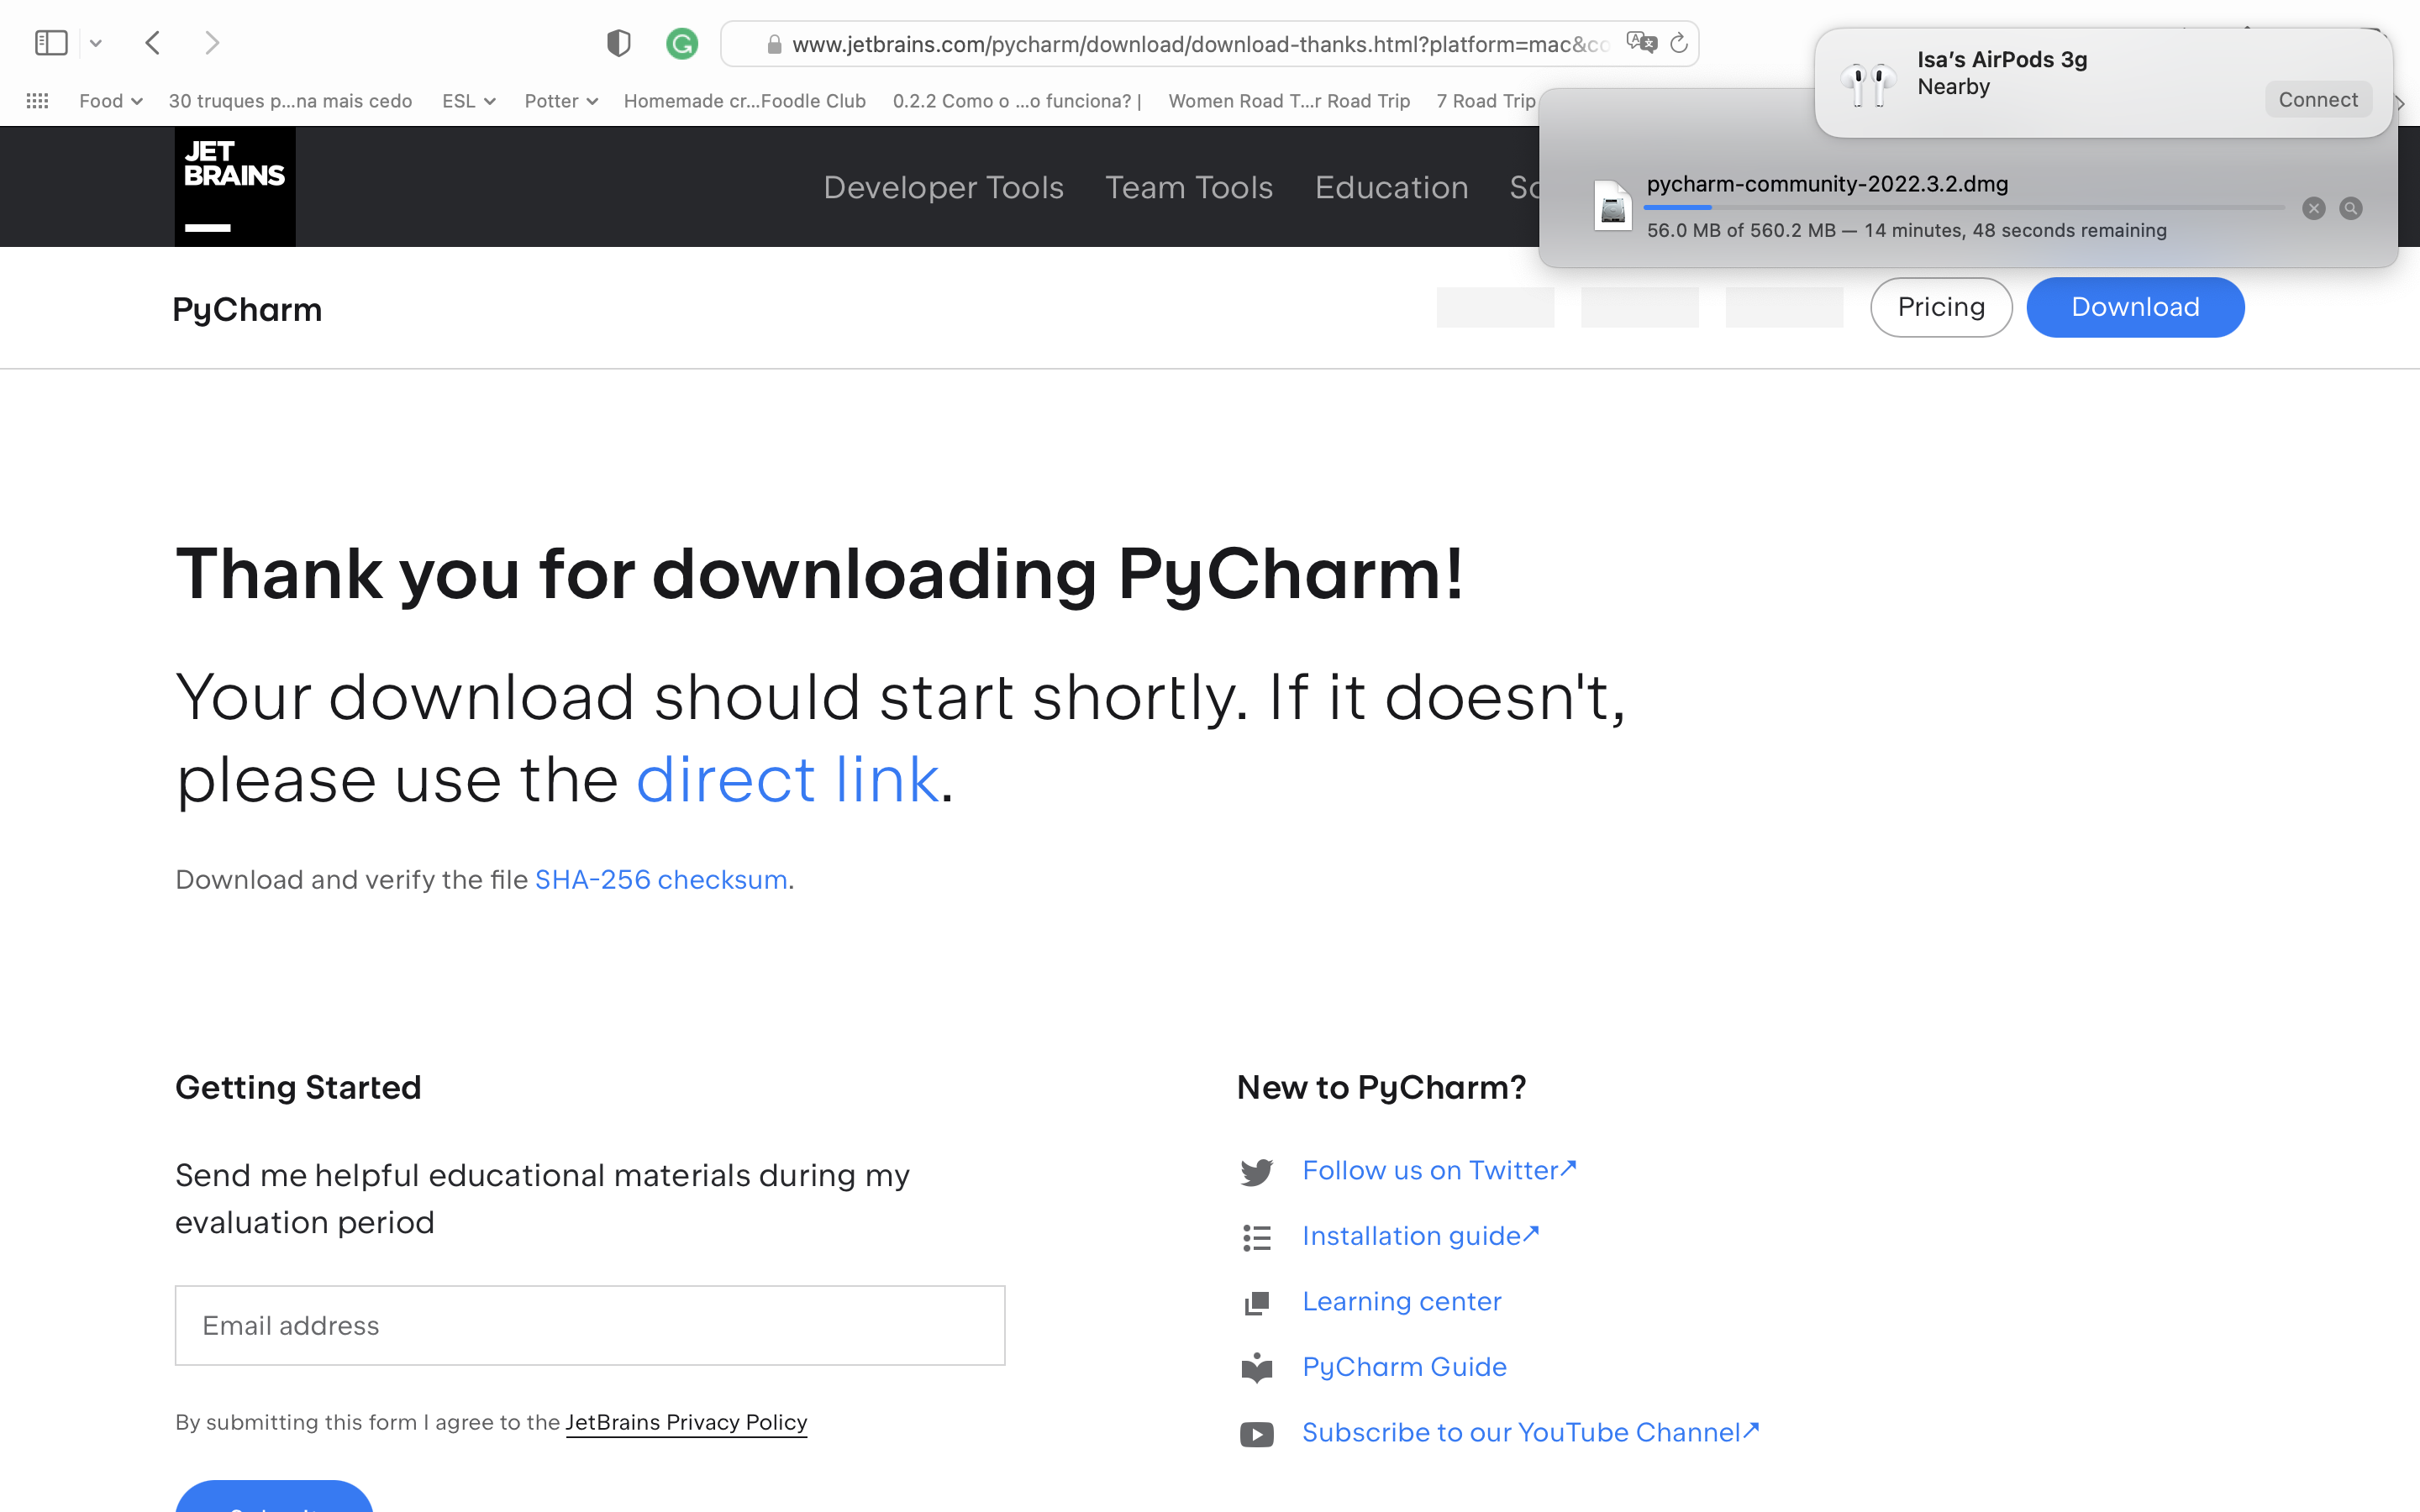 www.jetbrains.com/pycharm/download/download-thanks.html?platform=mac&co
Isa's AirPods 3g
Nearby
Connect
Food
30 truques p...na mais cedo
ESL
Potter
Homemade cr...Foodle Club
0.2.2 Como o ...o funciona? |
Women Road T...r Road Trip
7 Road Trip
JET
BRAINS
Developer Tools
Team Tools
Education
pycharm-community-2022.3.2.dmg
56.0 MB of 560.2 MB — 14 minutes, 48 seconds remaining
PyCharm
Pricing
Download
Thank you for downloading PyCharm!
Your download should start shortly. If it doesn't,
please use the direct link.
Download and verify the file SHA-256 checksum.
Getting Started
Send me helpful educational materials during my
evaluation period
Email address
By submitting this form I agree to the JetBrains Privacy Policy
New to PyCharm?
Follow us on Twitter↗
Installation guide↗
Learning center
PyCharm Guide
Subscribe to our YouTube Channel↗